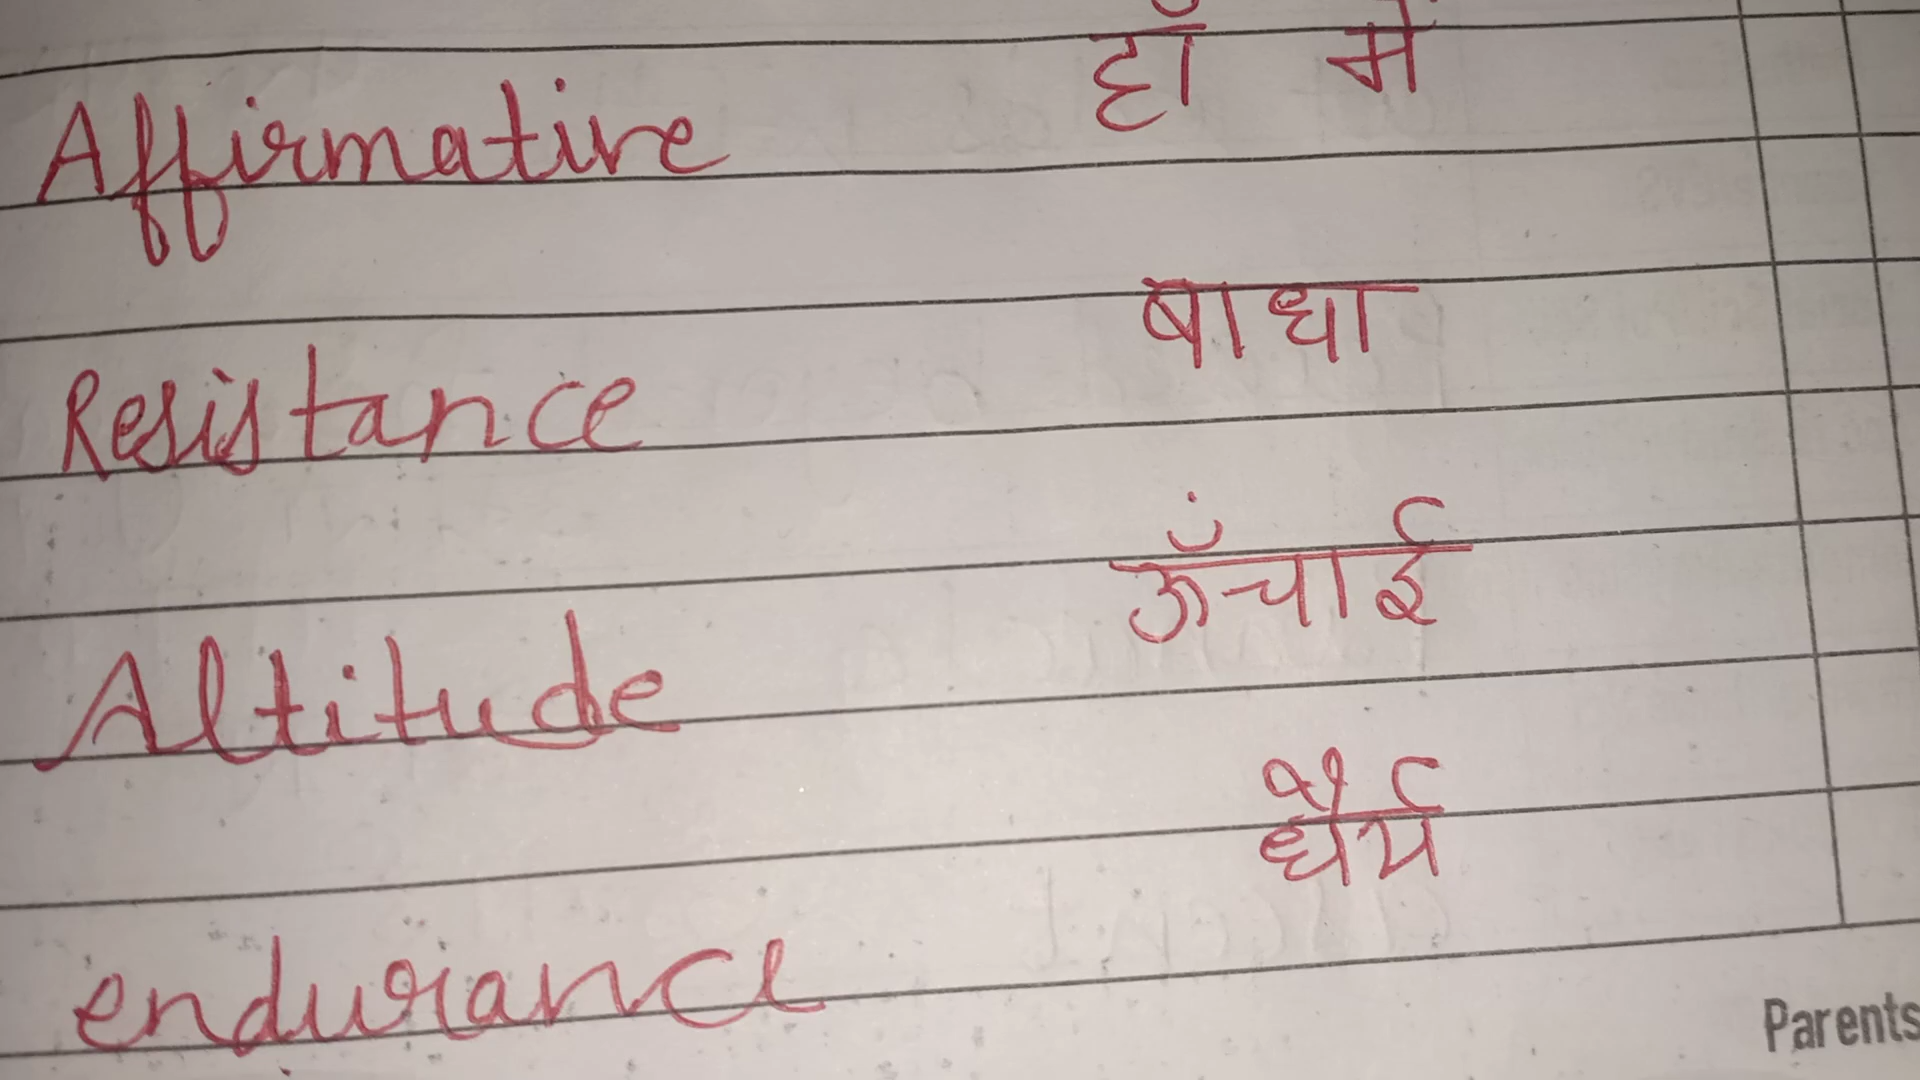 Affirmative हाँ में
Resistance बाधा
Altitude ऊँचाई
endurance धैर्य
Parents